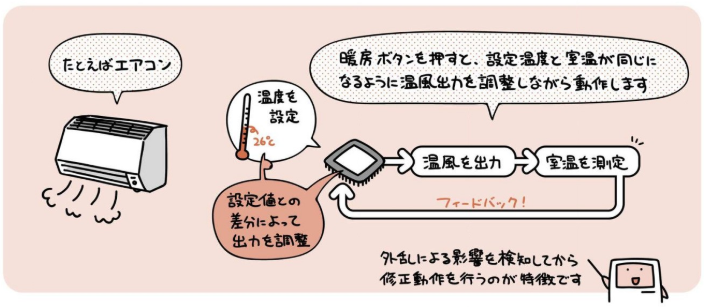 たとえばエアコン
暖房ボタンを押すと、設定温度と室温が同じに
なるように温風出力を調整しながら動作します
温度を
設定
26℃
温風を出力
室温を測定
フィードバック！
設定値との
差分によって
出力を調整
外乱による影響を検知してから
修正動作を行うのが特徴です